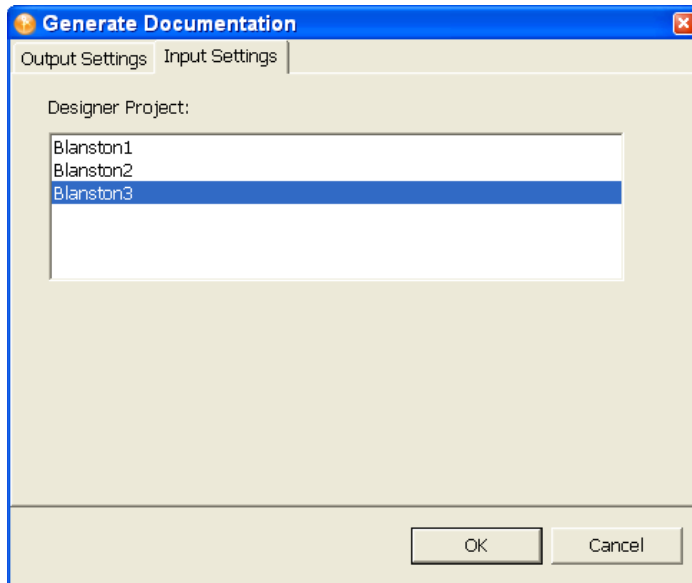 Generate Documentation
Output Settings Input Settings
Designer Project:
Blanston1
Blanston2
Blanston3
OK Cancel